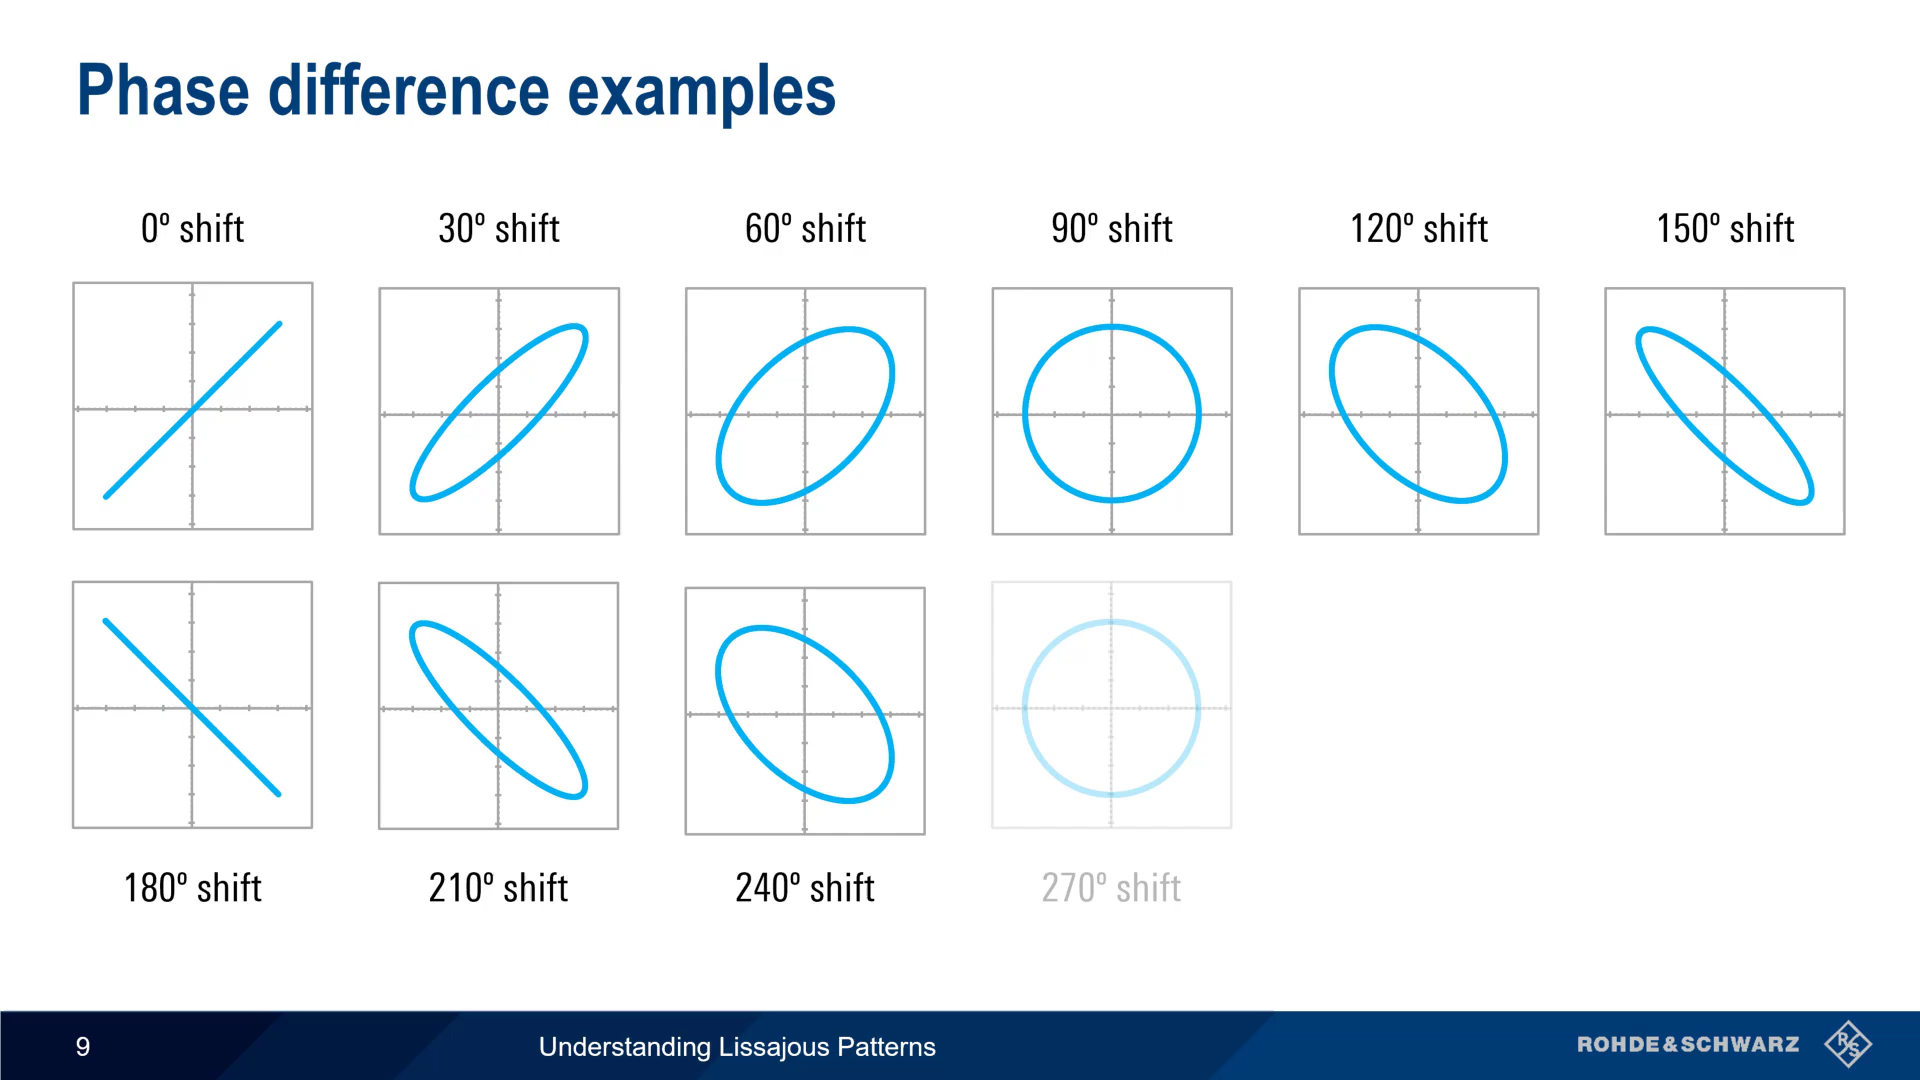 Phase difference examples
0º shift
30º shift
60º shift
90º shift
120º shift
150º shift
180º shift
210º shift
240º shift
270º shift
9
Understanding Lissajous Patterns
ROHDE&SCHWARZ
R&S